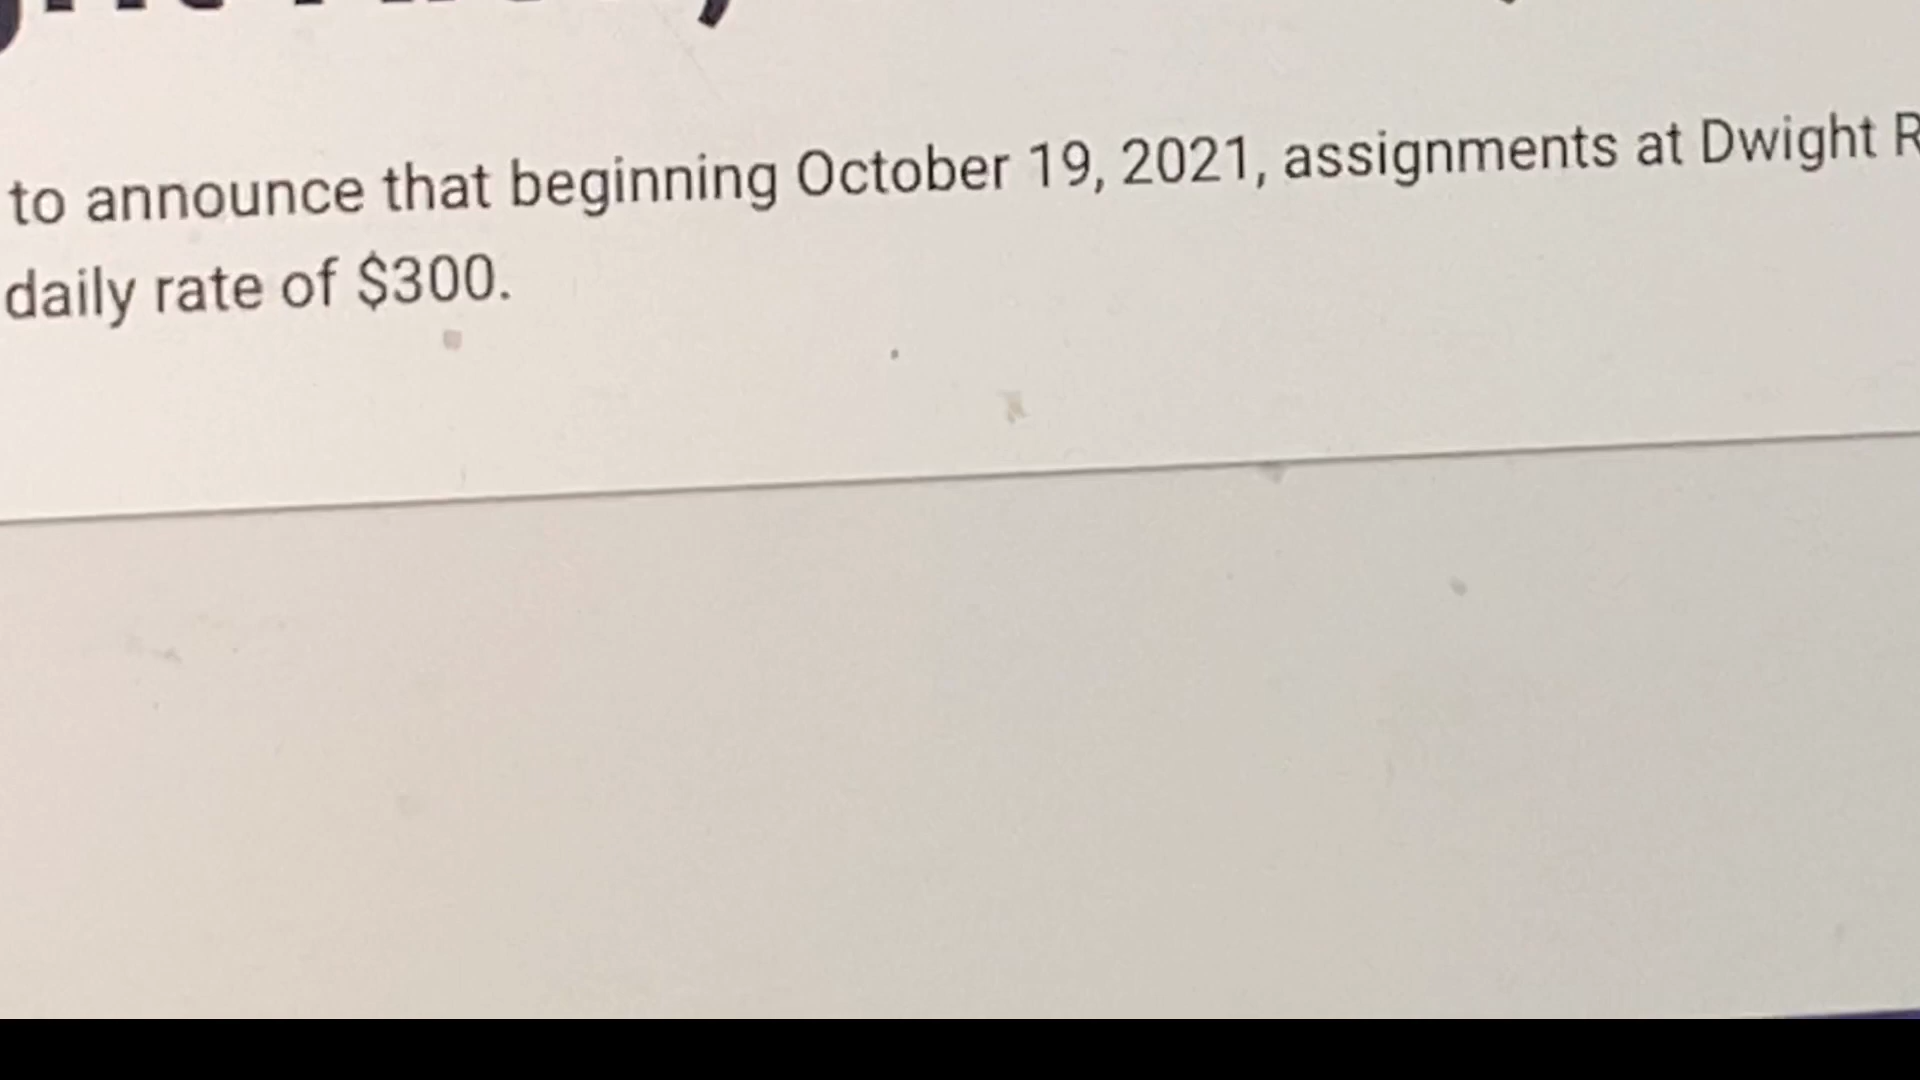 to announce that beginning October 19, 2021, assignments at Dwight R
daily rate of $300.